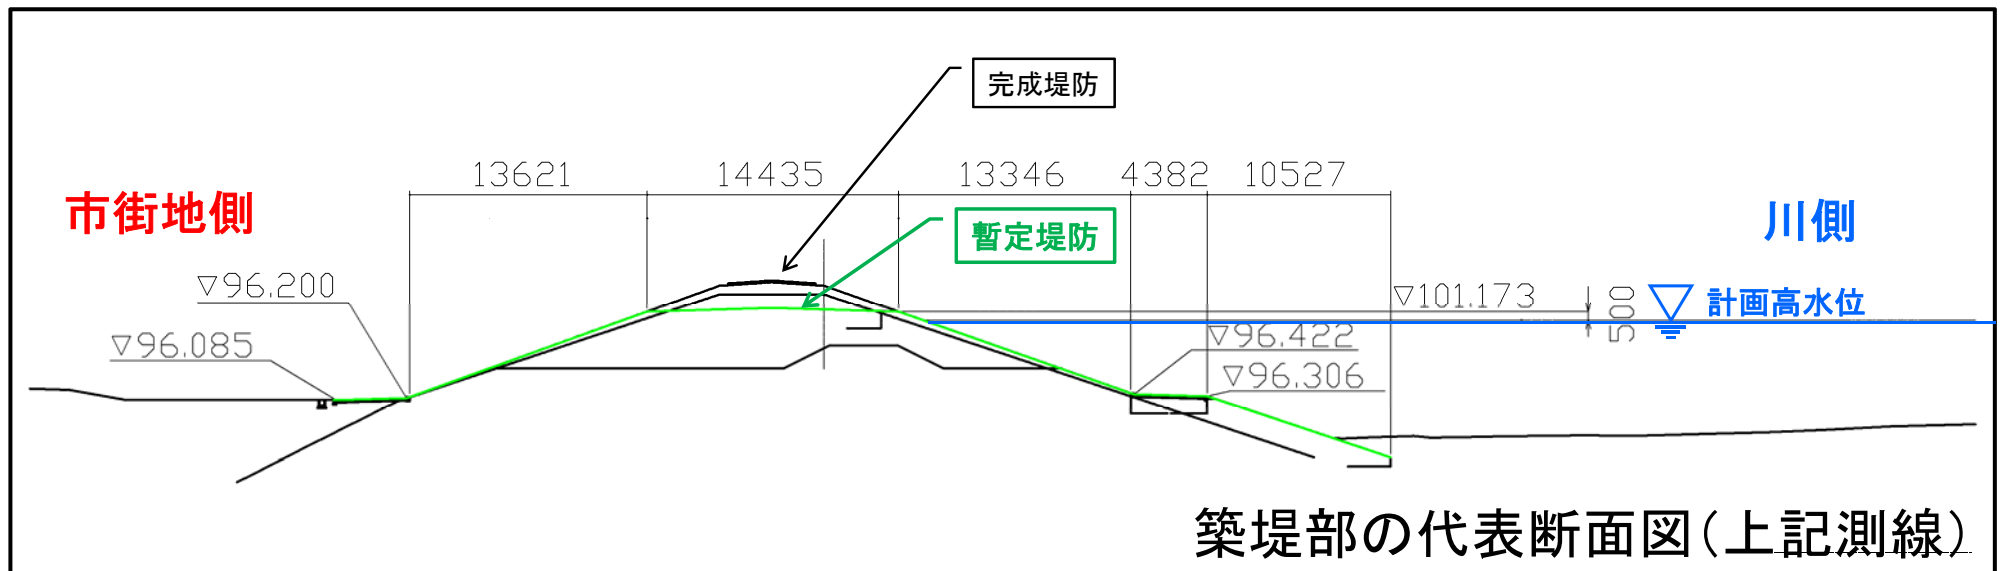 完成堤防
13621
14435
13346
4382
10527
市街地側
暫定堤防
川側
▽96.200
▽101.173
500
計画高水位
▽96.085
▽96.422
▽96.306
築堤部の代表断面図(上記測線)